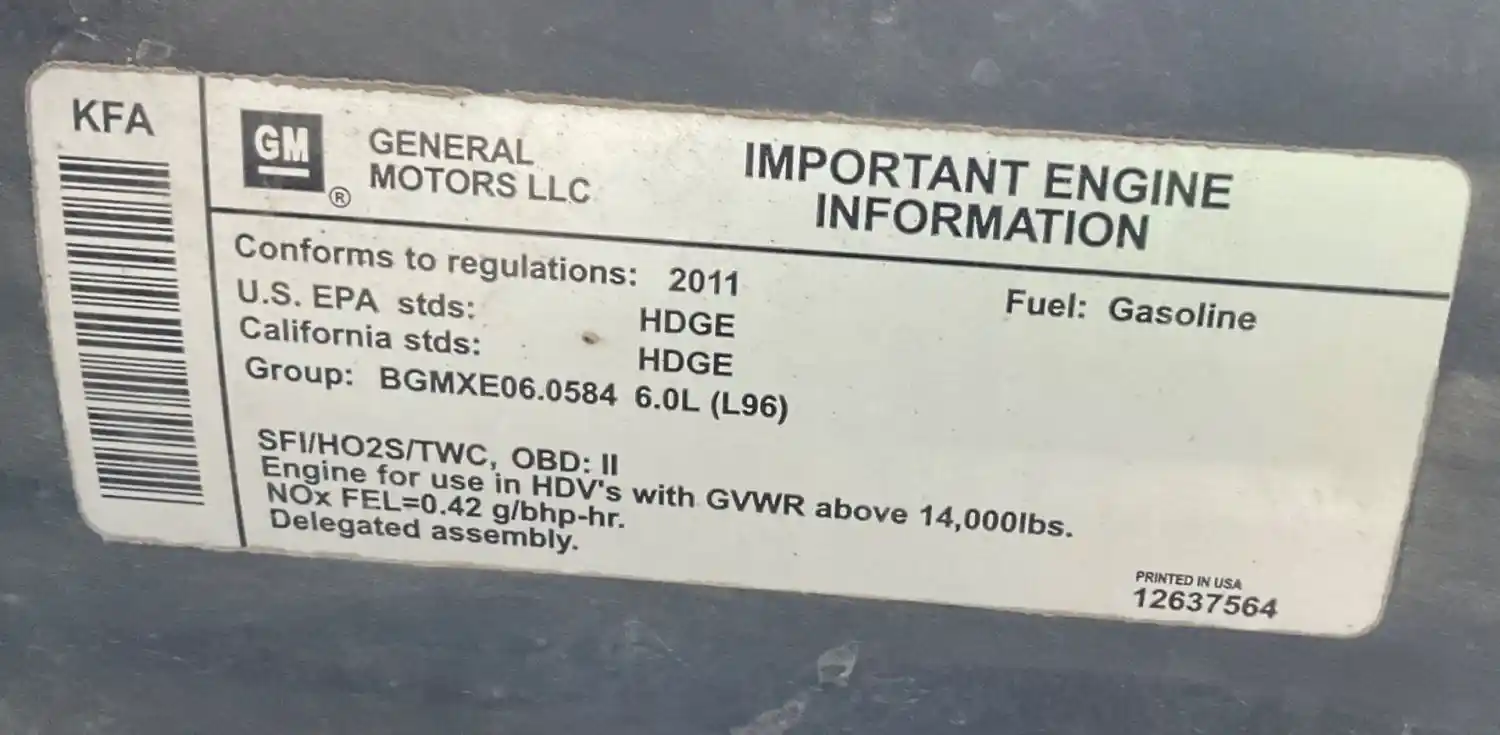 KFA
GM
®
GENERAL
MOTORS LLC
IMPORTANT ENGINE
INFORMATION
Conforms to regulations: 2011
Fuel: Gasoline
U.S. EPA stds: HDGE
California stds: HDGE
Group: BGMXE06.0584 6.0L (L96)
SFI/HO2S/TWC, OBD: II
Engine for use in HDV's with GVWR above 14,000lbs.
NOx FEL=0.42 g/bhp-hr.
Delegated assembly.
PRINTED IN USA
12637564